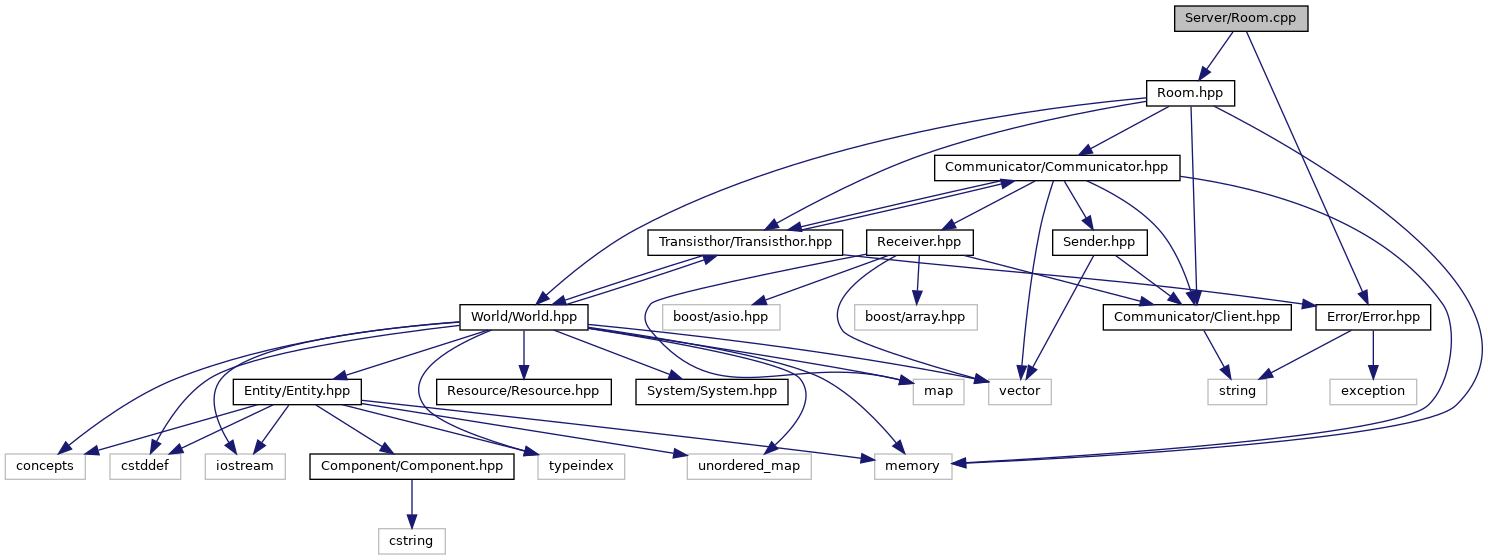 Server/Room.cpp
Room.hpp
Communicator/Communicator.hpp
Transisthor/Transisthor.hpp
Receiver.hpp
Sender.hpp
World/World.hpp
boost/asio.hpp
boost/array.hpp
Communicator/Client.hpp
Error/Error.hpp
Entity/Entity.hpp
Resource/Resource.hpp
System/System.hpp
map
vector
string
exception
concepts
cstddef
iostream
Component/Component.hpp
typeindex
unordered_map
memory
cstring